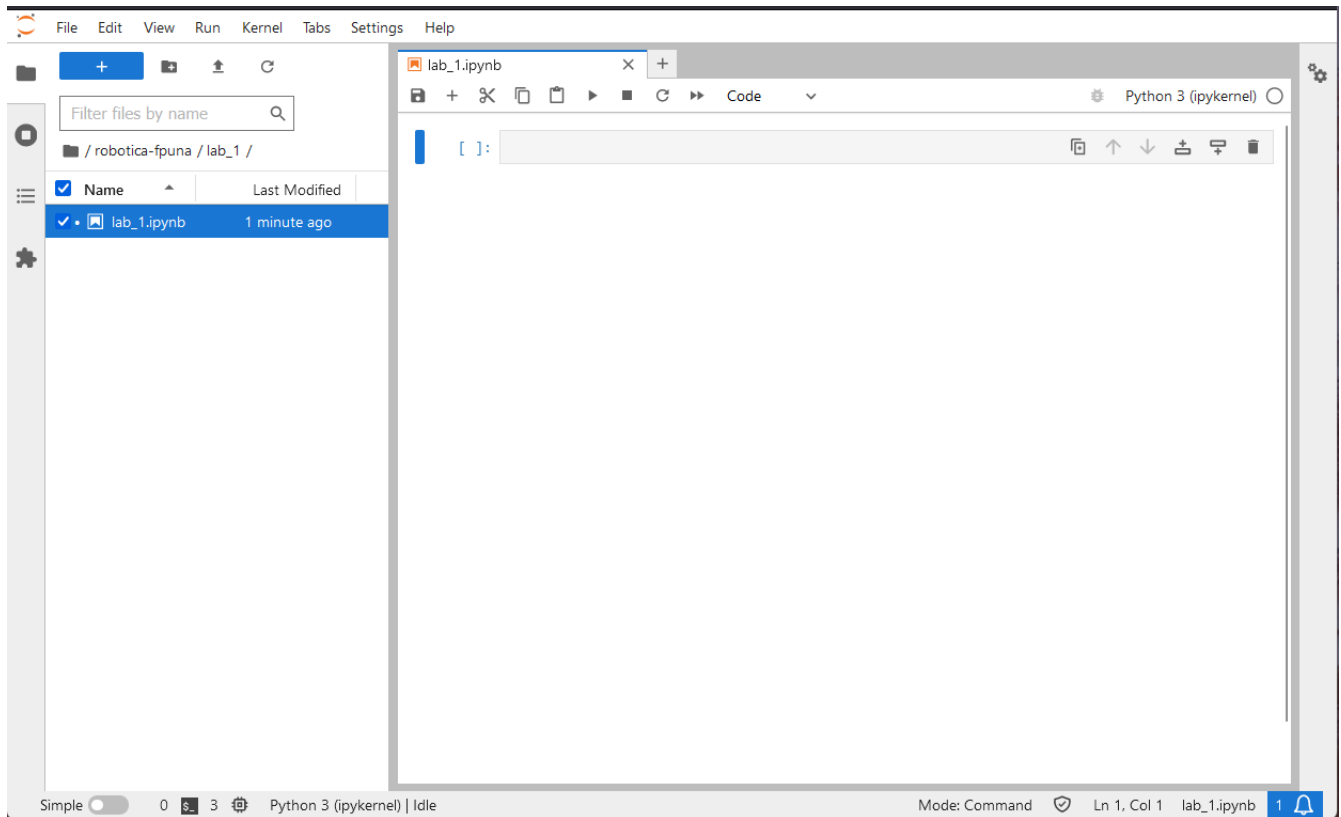 File Edit View Run Kernel Tabs Settings Help
+
Filter files by name
/ robotica-fpuna / lab_1 /
Name Last Modified
lab_1.ipynb 1 minute ago
lab_1.ipynb × +
Code Python 3 (ipykernel)
[ ]:
Simple 0 $_ 3 Python 3 (ipykernel) | Idle Mode: Command Ln 1, Col 1 lab_1.ipynb 1